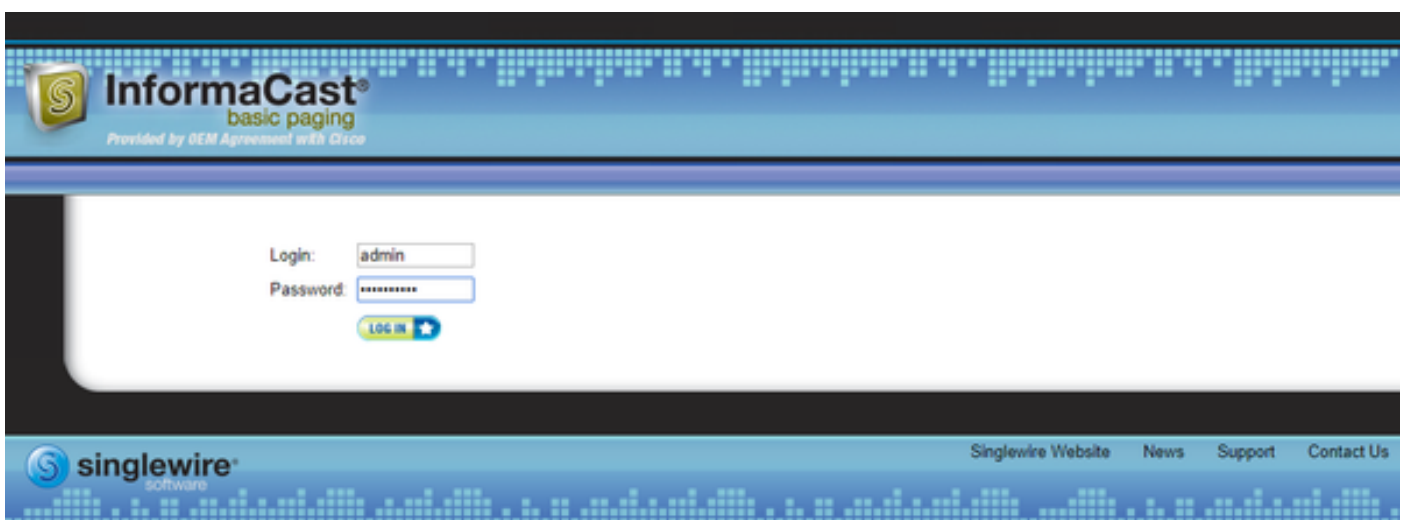 InformaCast®
basic paging
Provided by OEM Agreement with Cisco
Login: admin
Password: ••••••••••
LOG IN
singlewire
software
Singlewire Website News Support Contact Us